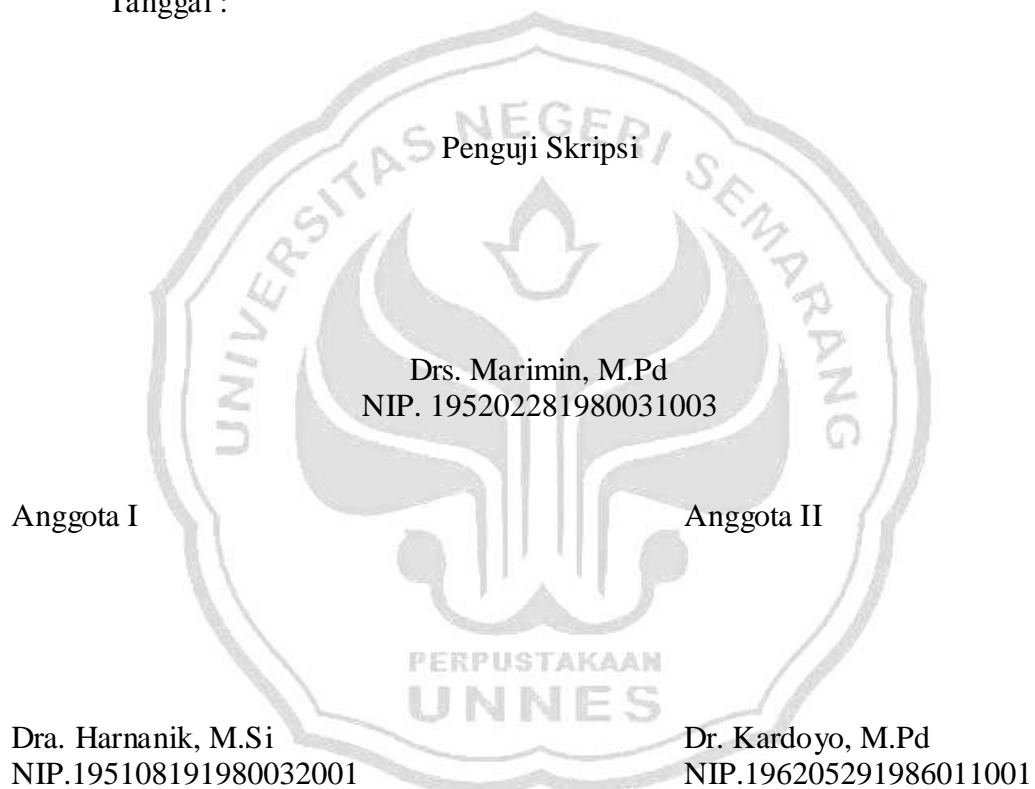 Tanggal :
UNIVERSITAS NEGERI SEMARANG
Penguji Skripsi
Drs. Marimin, M.Pd
NIP. 195202281980031003
Anggota I Anggota II
PERPUSTAKAAN
UNNES
Dra. Harnanik, M.Si Dr. Kardoyo, M.Pd
NIP.195108191980032001 NIP.196205291986011001